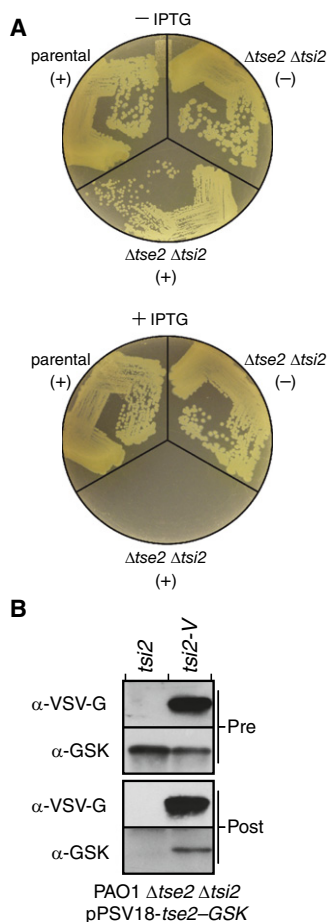 A
− IPTG
parental
(+)
Δtse2 Δtsi2
(−)
Δtse2 Δtsi2
(+)
+ IPTG
parental
(+)
Δtse2 Δtsi2
(−)
Δtse2 Δtsi2
(+)
B
tsi2
tsi2-V
α-VSV-G
α-GSK
Pre
α-VSV-G
α-GSK
Post
PAO1 Δtse2 Δtsi2
pPSV18-tse2–GSK